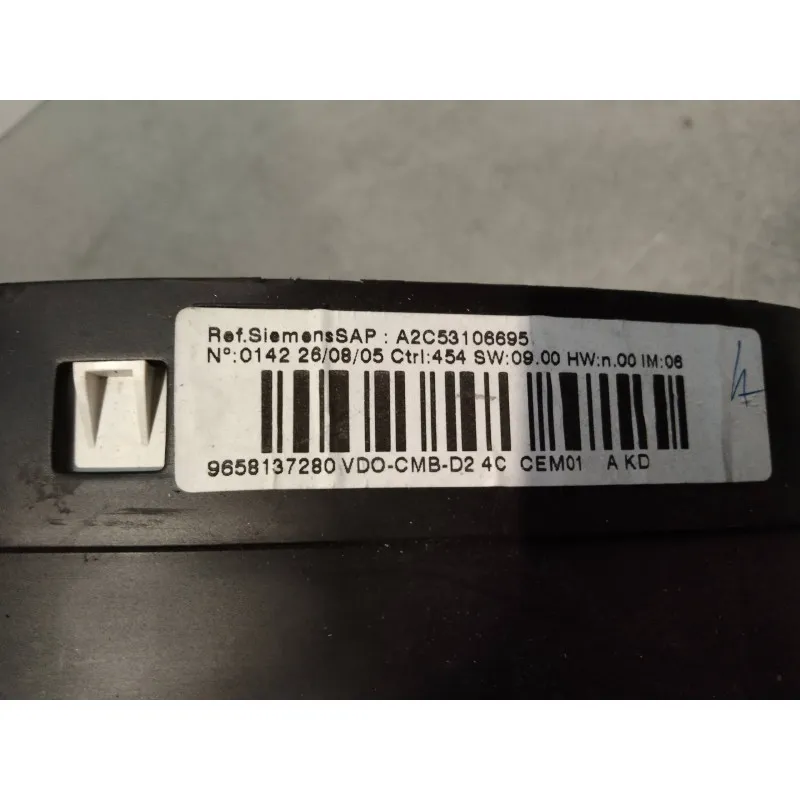 Ref.SiemensSAP : A2C53106695
N°:0142 26/08/05 Ctrl:454 SW:09.00 HW:n.00 IM:06
9658137280 VDO-CMB-D2 4C CEM01 A KD